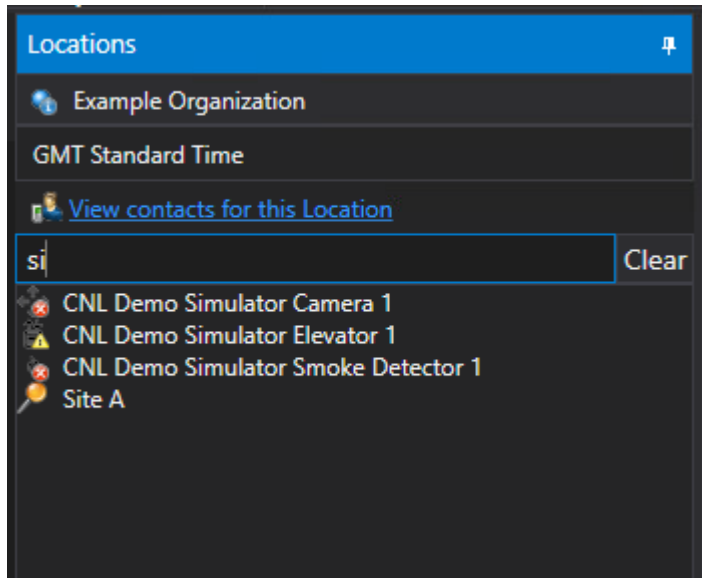 Locations
Example Organization
GMT Standard Time
View contacts for this Location
si Clear
CNL Demo Simulator Camera 1
CNL Demo Simulator Elevator 1
CNL Demo Simulator Smoke Detector 1
Site A